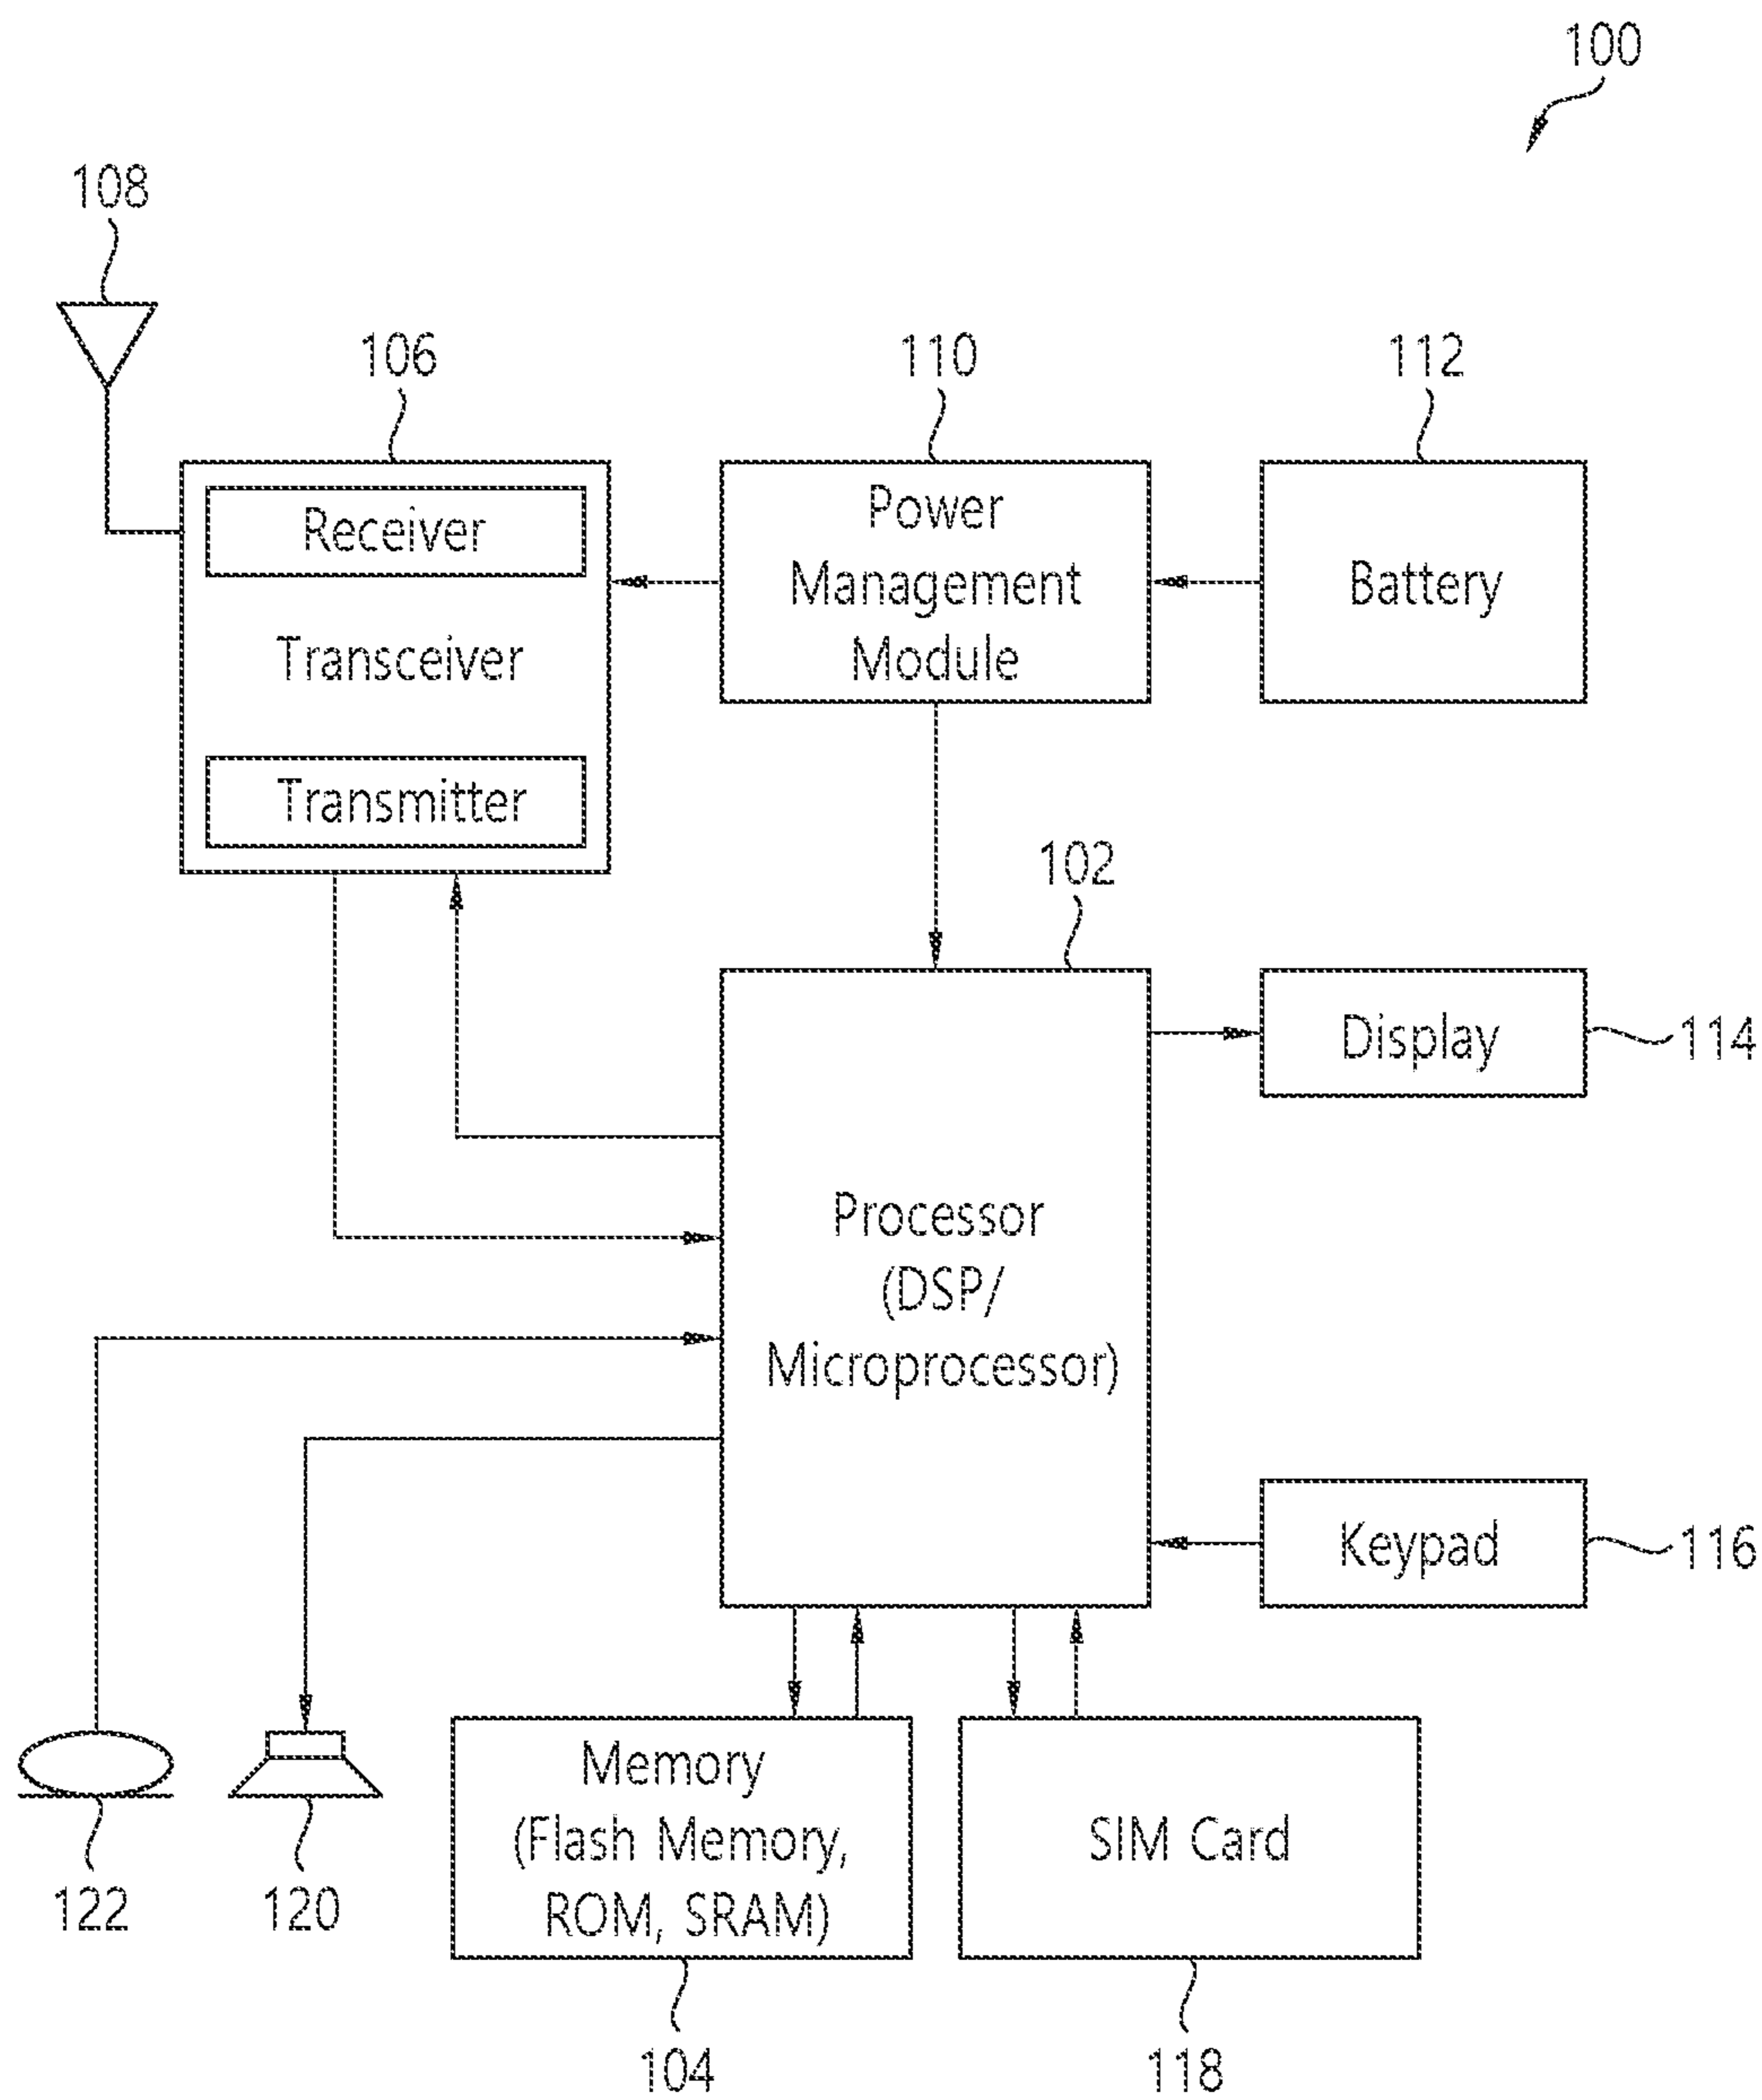 100
108
106
110
112
Receiver
Transceiver
Transmitter
Power
Management
Module
Battery
102
Display
114
Processor
(DSP/
Microprocessor)
Keypad
116
Memory
(Flash Memory,
ROM, SRAM)
SIM Card
122
120
104
118